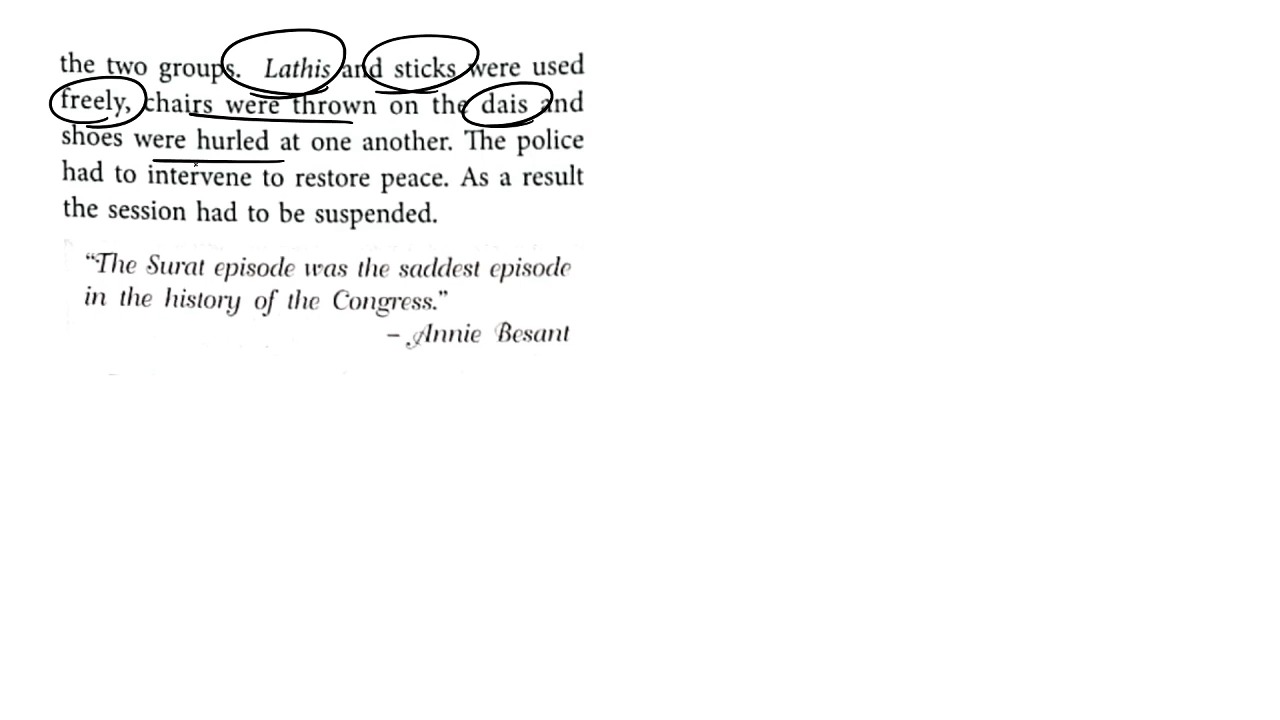 the two groups. Lathis and sticks were used
freely, chairs were thrown on the dais and
shoes were hurled at one another. The police
had to intervene to restore peace. As a result
the session had to be suspended.
“The Surat episode was the saddest episode
in the history of the Congress.”
– Annie Besant